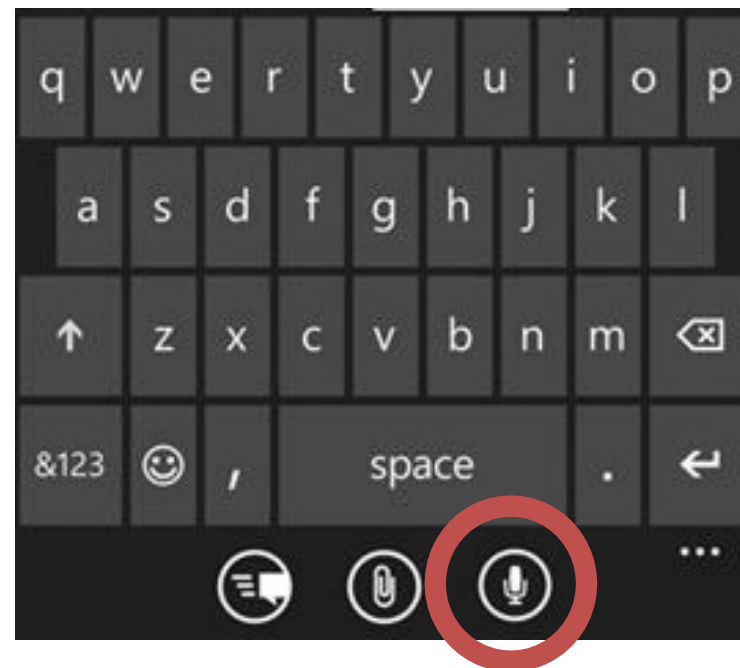 q w e r t y u i o p
a s d f g h j k l
z x c v b n m
&123 , space .